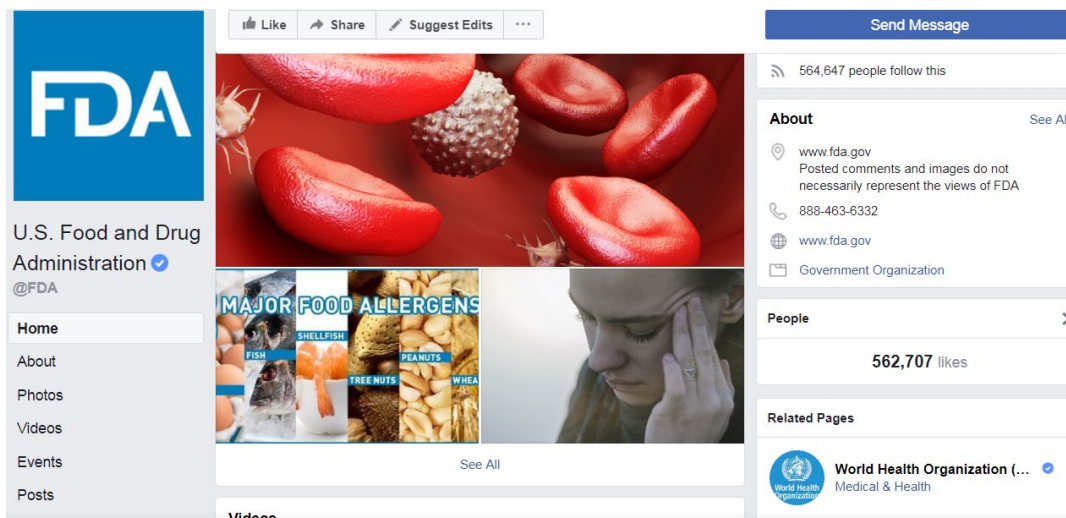 FDA
U.S. Food and Drug
Administration
@FDA
Home
About
Photos
Videos
Events
Posts
Like Share Suggest Edits ...
MAJOR FOOD ALLERGENS
FISH
SHELLFISH
TREE NUTS
PEANUTS
WHEA
See All
Videos
Send Message
564,647 people follow this
About See Al
www.fda.gov
Posted comments and images do not
necessarily represent the views of FDA
888-463-6332
www.fda.gov
Government Organization
People
562,707 likes
Related Pages
World Health
Organization
World Health Organization (...
Medical & Health